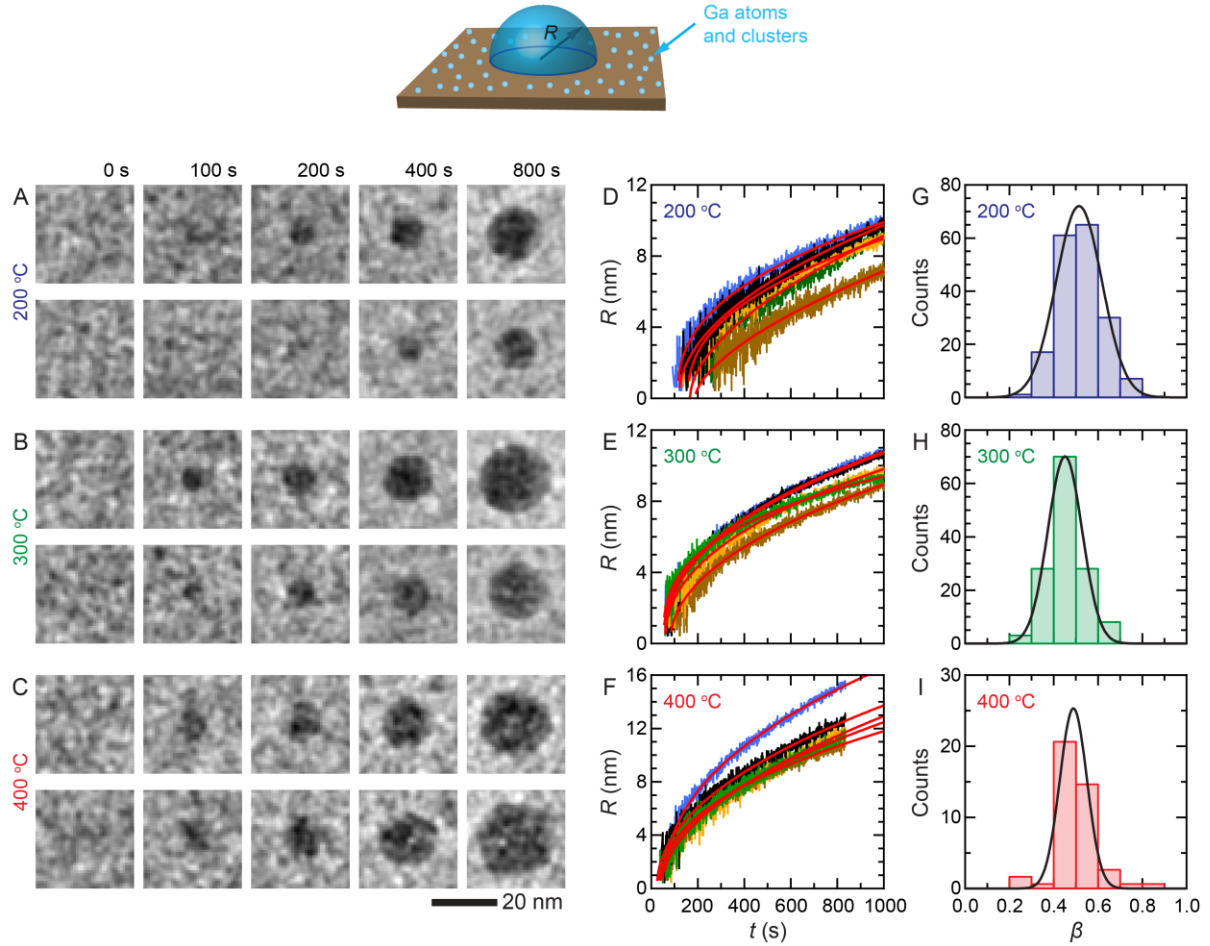 Ga atoms
and clusters
R
0 s 100 s 200 s 400 s 800 s
A
200 °C
B
300 °C
C
400 °C
20 nm
D
200 °C
12
8
4
0
R (nm)
E
300 °C
12
8
4
0
R (nm)
F
400 °C
16
12
8
4
0
R (nm)
0 200 400 600 800 1000
t (s)
G
200 °C
80
60
40
20
0
Counts
H
300 °C
80
60
40
20
0
Counts
I
400 °C
30
20
10
0
Counts
0.0 0.2 0.4 0.6 0.8 1.0
β